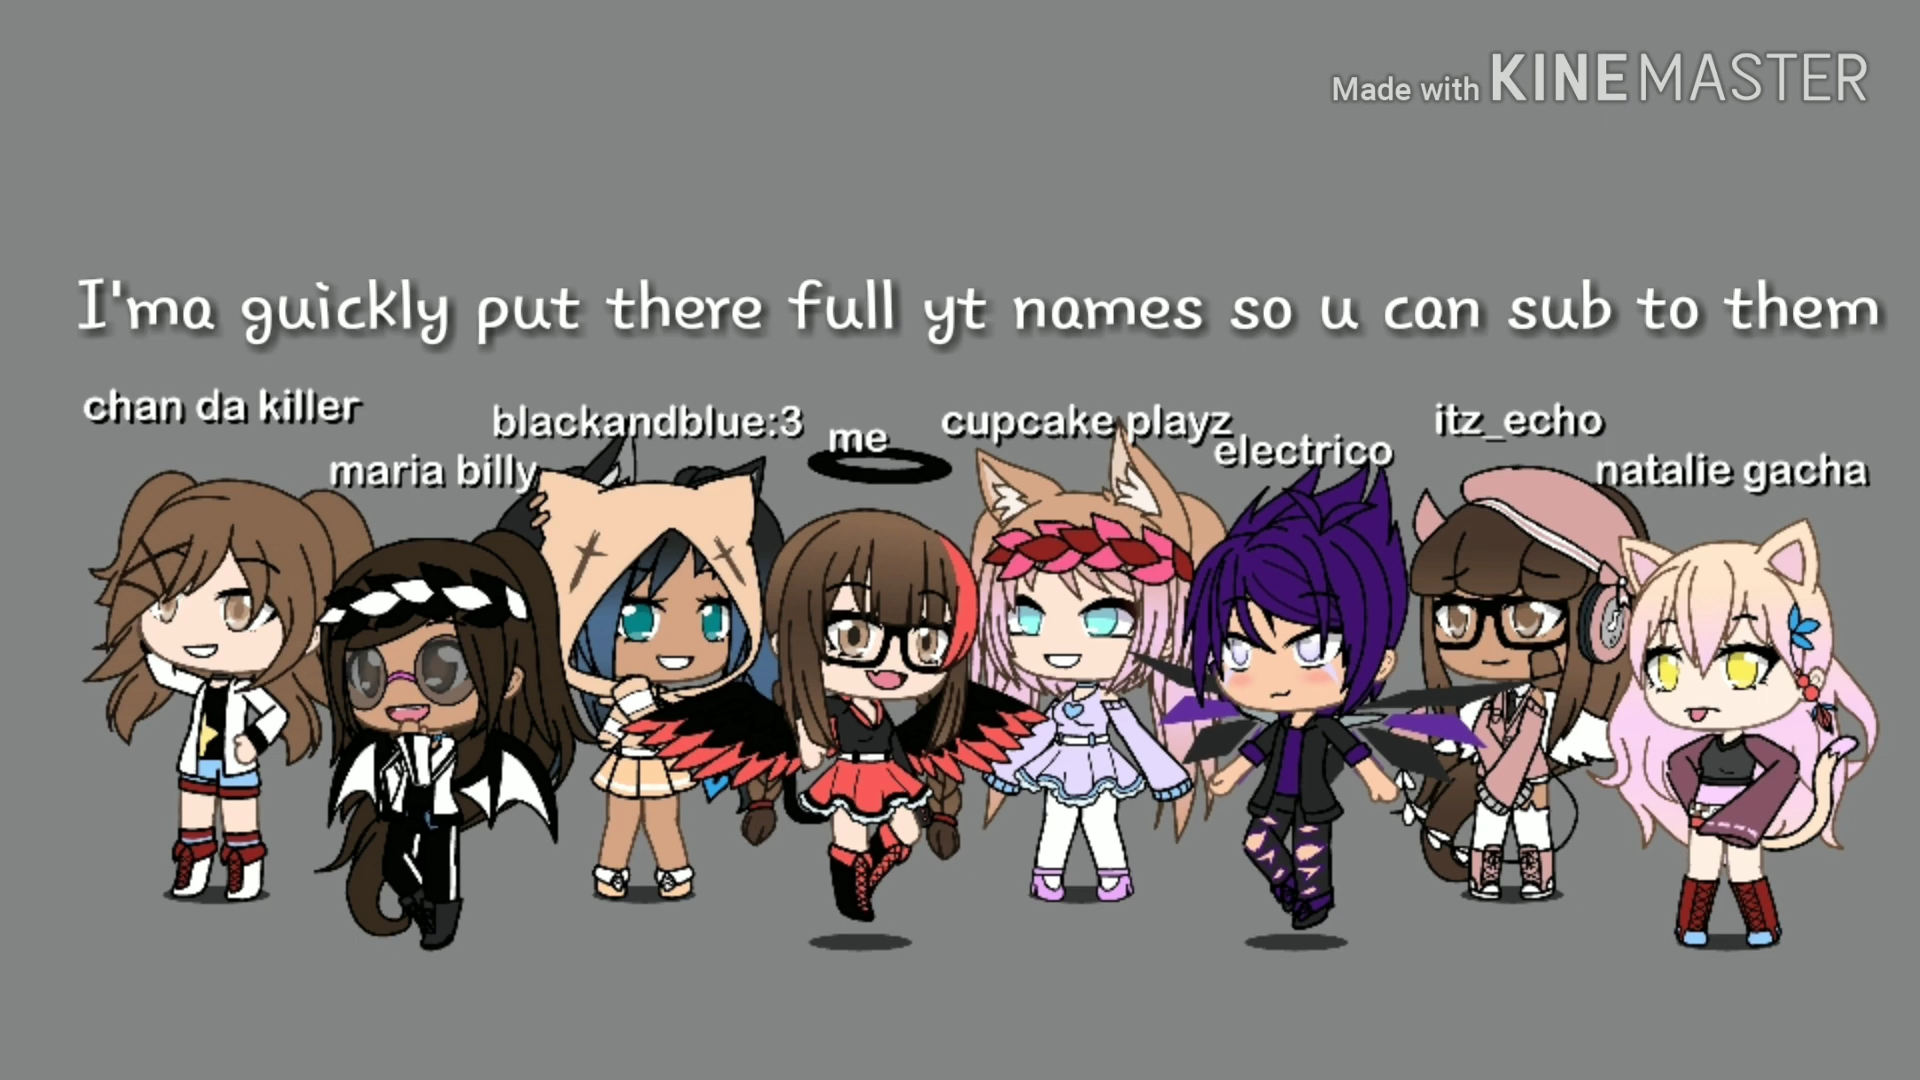 Made with KINEMASTER
I'ma guickly put there full yt names so u can sub to them
chan da killer
maria billy
blackandblue:3
me
cupcake playz
electrico
itz_echo
natalie gacha